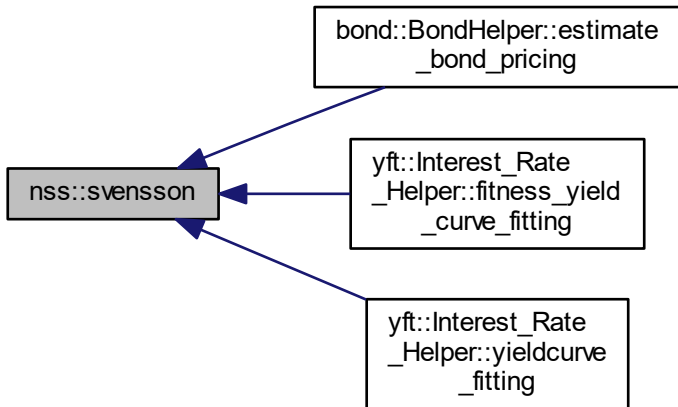 bond::BondHelper::estimate
_bond_pricing
nss::svensson
yft::Interest_Rate
_Helper::fitness_yield
_curve_fitting
yft::Interest_Rate
_Helper::yieldcurve
_fitting